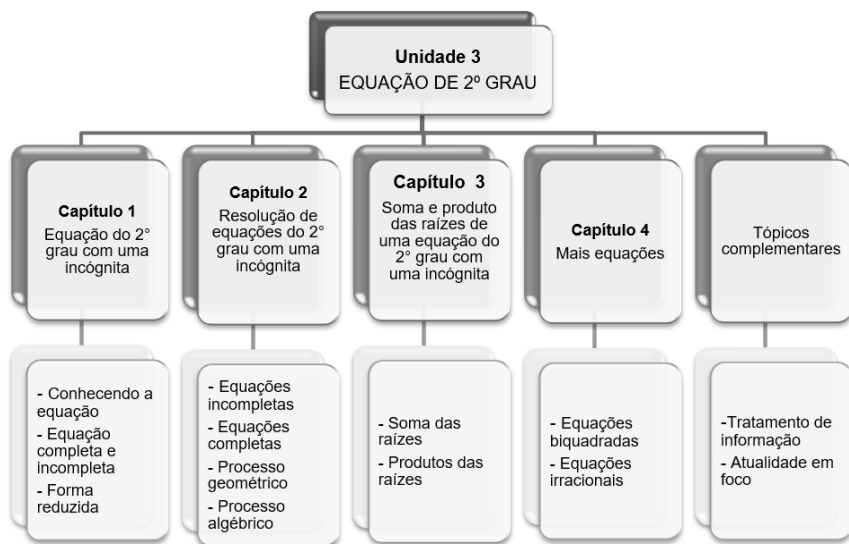 Unidade 3
EQUAÇÃO DE 2º GRAU
Capítulo 1
Equação do 2° grau com uma incógnita
Capítulo 2
Resolução de equações do 2° grau com uma incógnita
Capítulo 3
Soma e produto das raízes de uma equação do 2° grau com uma incógnita
Capítulo 4
Mais equações
Tópicos complementares
- Conhecendo a equação
- Equação completa e incompleta
- Forma reduzida
- Equações incompletas
- Equações completas
- Processo geométrico
- Processo algébrico
- Soma das raízes
- Produtos das raízes
- Equações biquadradas
- Equações irracionais
-Tratamento de informação
- Atualidade em foco